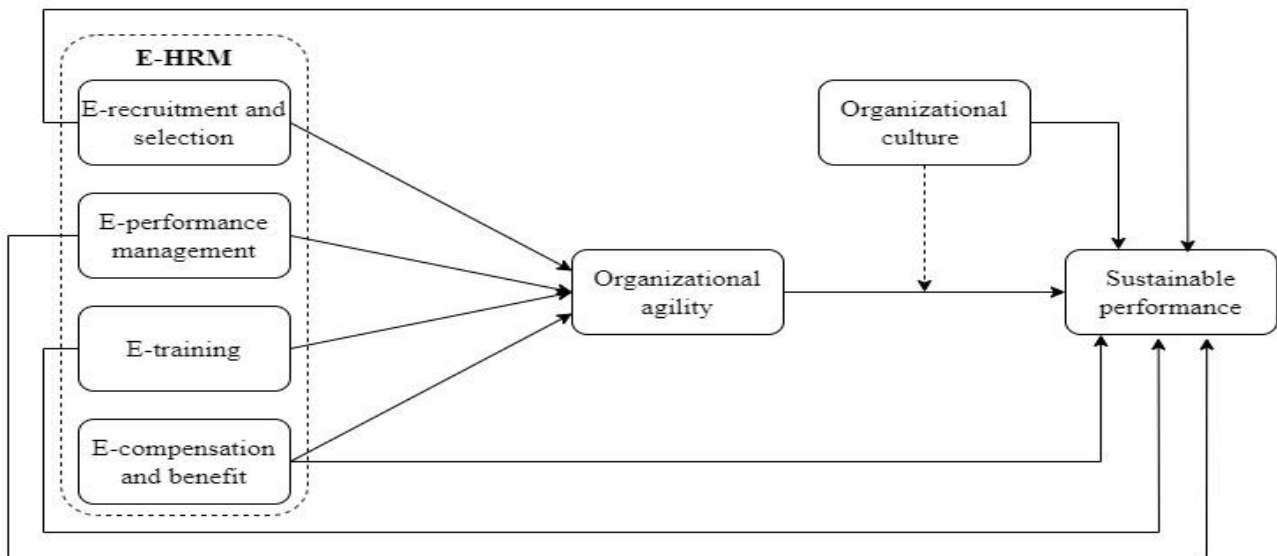 E-HRM
E-recruitment and
selection
E-performance
management
E-training
E-compensation
and benefit
Organizational
agility
Organizational
culture
Sustainable
performance